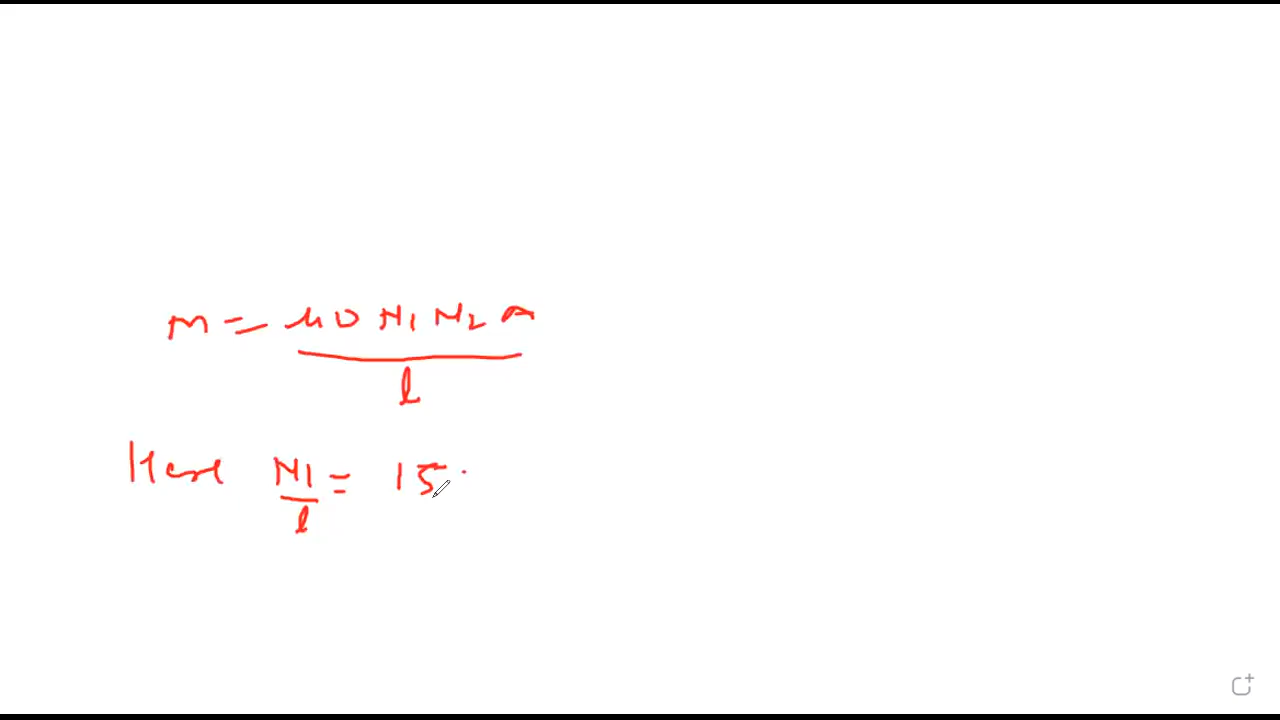 M = μ0 N1 N2 A
l
Here N1 = 15
l